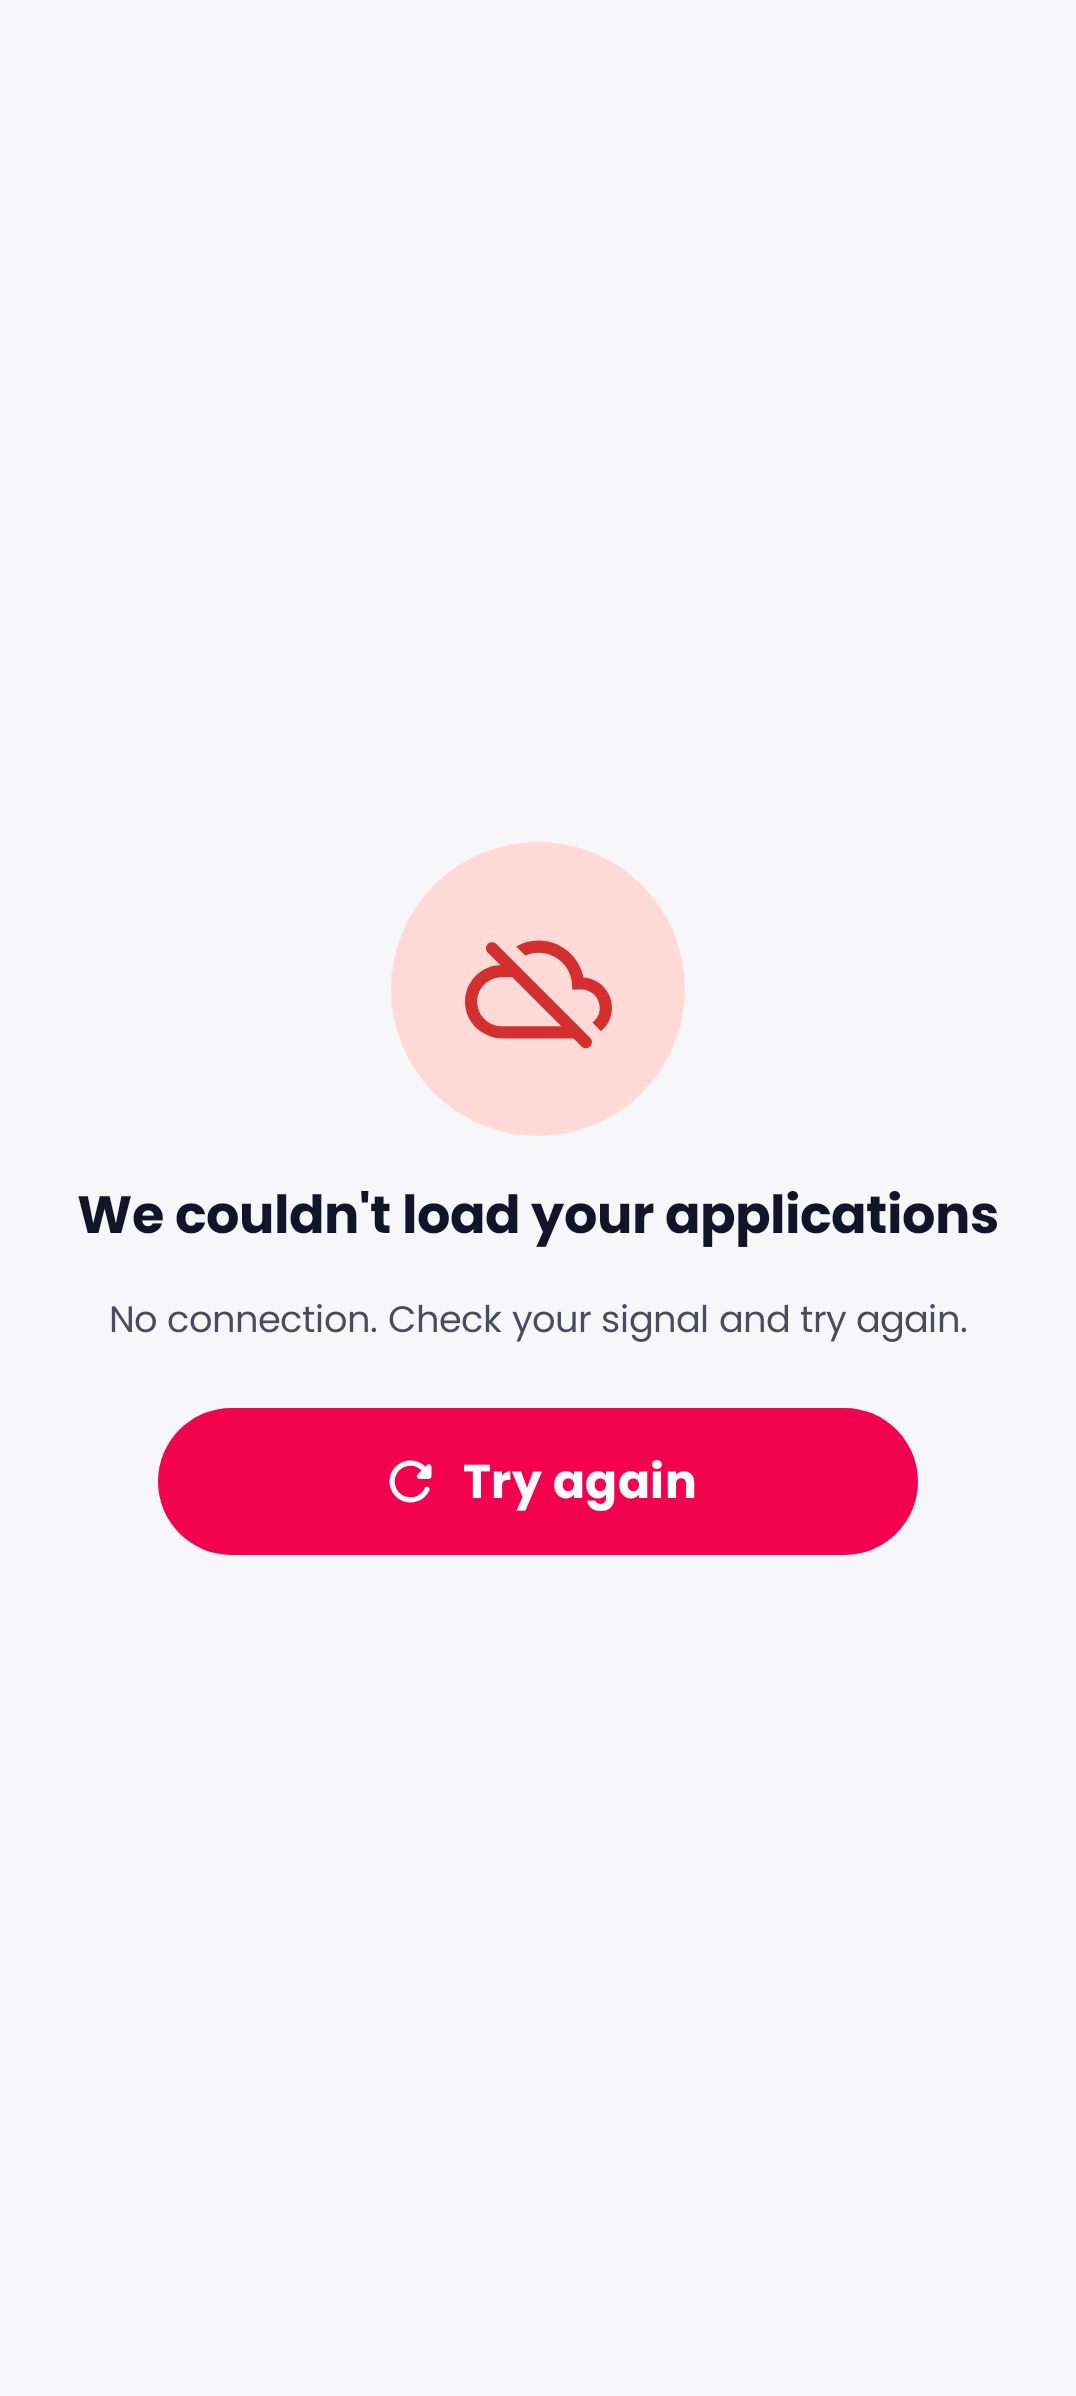 We couldn't load your applications
No connection. Check your signal and try again.
Try again